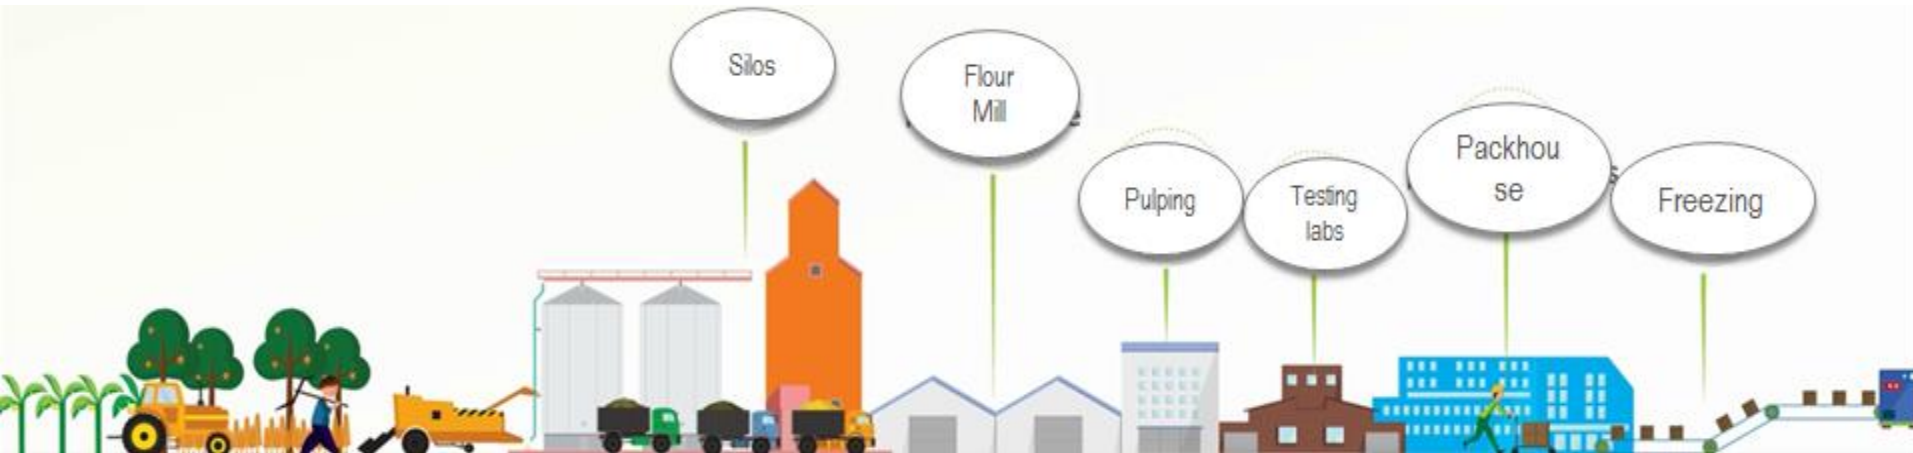 Silos
Flour
Mill
Pulping
Testing
labs
Packhou
se
Freezing